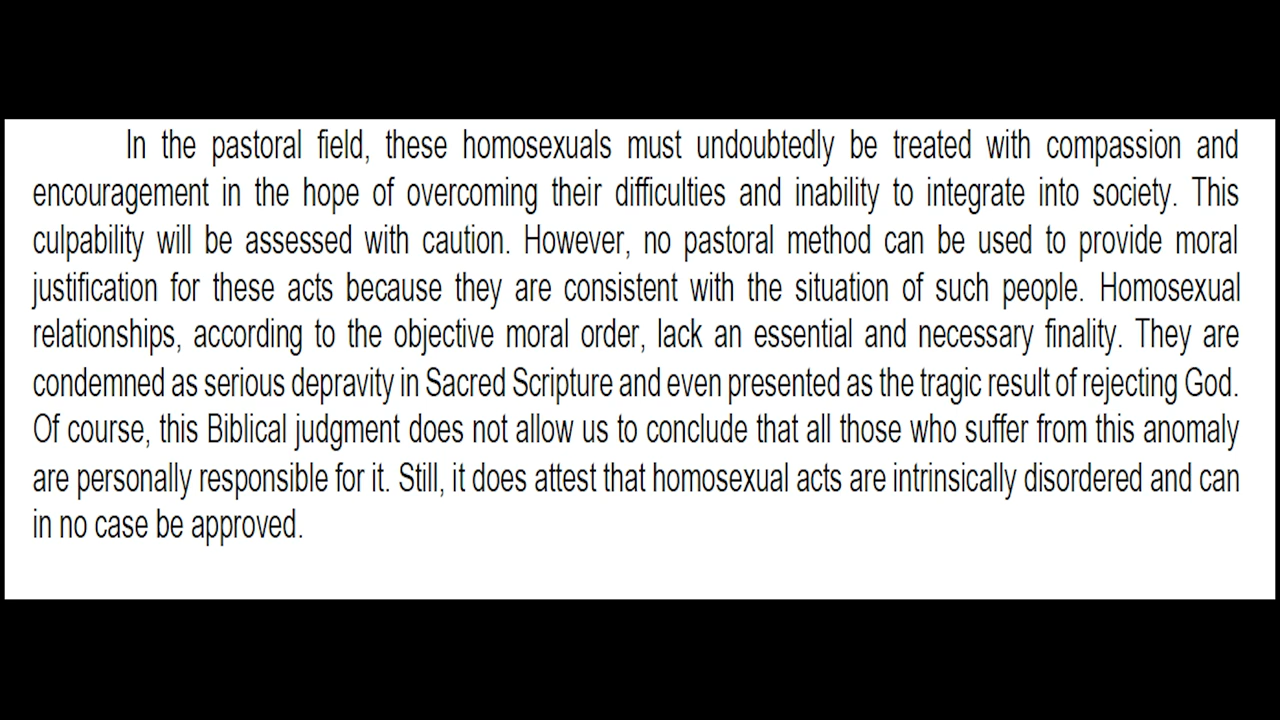 In the pastoral field, these homosexuals must undoubtedly be treated with compassion and
encouragement in the hope of overcoming their difficulties and inability to integrate into society. This
culpability will be assessed with caution. However, no pastoral method can be used to provide moral
justification for these acts because they are consistent with the situation of such people. Homosexual
relationships, according to the objective moral order, lack an essential and necessary finality. They are
condemned as serious depravity in Sacred Scripture and even presented as the tragic result of rejecting God.
Of course, this Biblical judgment does not allow us to conclude that all those who suffer from this anomaly
are personally responsible for it. Still, it does attest that homosexual acts are intrinsically disordered and can
in no case be approved.